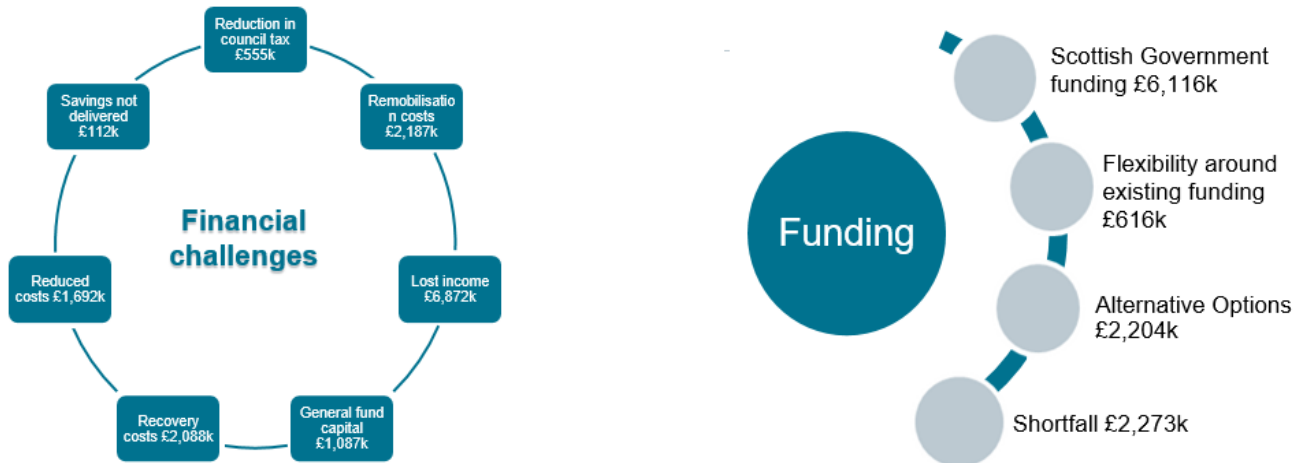 Reduction in
council tax
£555k
Remobilisatio
n costs
£2,187k
Lost income
£6,872k
General fund
capital
£1,087k
Recovery
costs £2,088k
Reduced
costs £1,692k
Savings not
delivered
£112k
Financial
challenges
Funding
Scottish Government
funding £6,116k
Flexibility around
existing funding
£616k
Alternative Options
£2,204k
Shortfall £2,273k